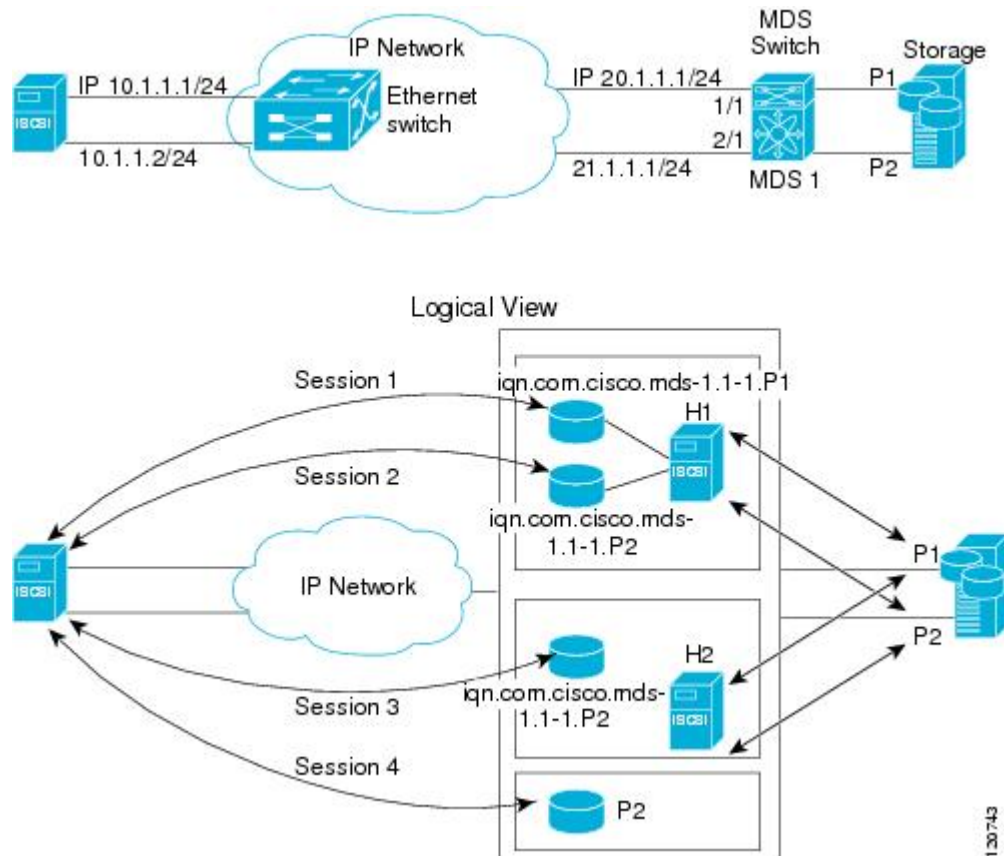 MDS
Switch
IP Network
Storage
IP 10.1.1.1/24
IP 20.1.1.1/24
P1
ISCSI
Ethernet
switch
1/1
2/1
10.1.1.2/24
21.1.1.1/24
MDS 1
P2
Logical View
Session 1
iqn.com.cisco.mds-1.1-1.P1
H1
ISCSI
Session 2
iqn.com.cisco.mds-
1.1-1.P2
ISCSI
IP Network
P1
P2
H2
Session 3
iqn.com.cisco.mds-
1.1-1.P2
ISCSI
Session 4
P2
120743